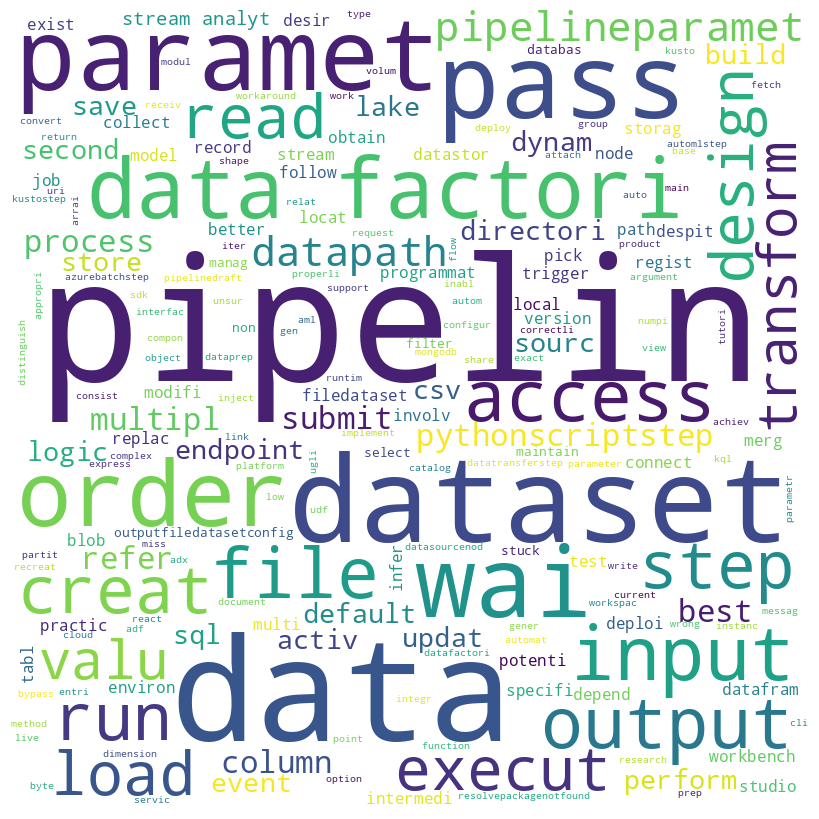 exist
stream analyt
desir
type
paramet
pipelineparamet
modul
volum
databas
kusto
build
pass
save
receiv
workaround
work
lake
fetch
convert
collect
read
deploy
group
storag
automlstep
design
return
second
record
obtain
dynam
attach
node
base
model
shape
stream
datastor
transform
job
uri
kustostep
data factori
follow
auto
main
arrai
relat
locat
better
request
directori
path
despit
product
process
datapath
flow
iter
manag
pick
regist
store
azurebatchstep
pipelinedraft
properli
programmat
trigger
argument
appropri
support
inabl
pipelin
sdk
unsur
local
interfac
autom
version
numpi
compon
non
aml
configur
correctli
tutori
gen
filter
sourc
view
distinguish
object
dataprep
mongodb
share
exact
runtim
modifi
csv
access
consist
inject
filedataset
multipl
submit
involv
achiev
replac
link
implement
pythonscriptstep
merg
logic
complex
endpoint
select
maintain
express
platform
ugli
catalog
datatransferstep
parameter
connect
kql
order
low
dataset
parametr
udf
outputfiledatasetconfig
blob
miss
partit
refer
adx
datasourcenod
stuck
test
write
step
recreat
file
infer
current
creat
wai
workspac
document
default
best
messag
practic
react
multi
gener
wrong
instanc
cloud
adf
sql
activ
updat
automat
deploi
tabl
valu
datafactori
potenti
input
entri
environ
data
specifi
depend
datafram
bypass
integr
method
run
output
cli
live
point
function
dimension
load
column
execut
research
workbench
byte
event
option
perform
studio
servic
intermedi
resolvepackagenotfound
prep